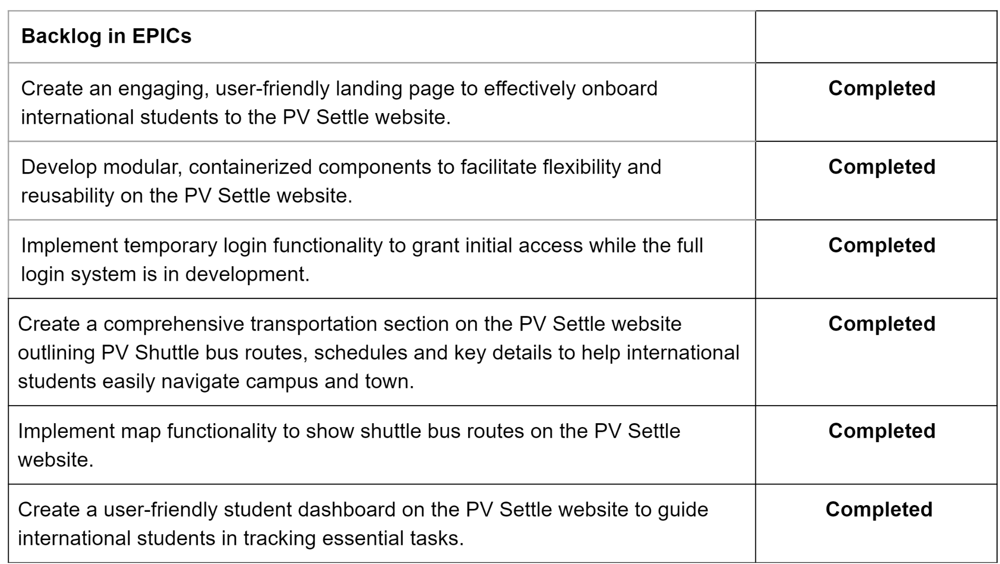 Backlog in EPICs
Create an engaging, user-friendly landing page to effectively onboard
international students to the PV Settle website.
Completed
Develop modular, containerized components to facilitate flexibility and
reusability on the PV Settle website.
Completed
Implement temporary login functionality to grant initial access while the full
login system is in development.
Completed
Create a comprehensive transportation section on the PV Settle website
outlining PV Shuttle bus routes, schedules and key details to help international
students easily navigate campus and town.
Completed
Implement map functionality to show shuttle bus routes on the PV Settle
website.
Completed
Create a user-friendly student dashboard on the PV Settle website to guide
international students in tracking essential tasks.
Completed